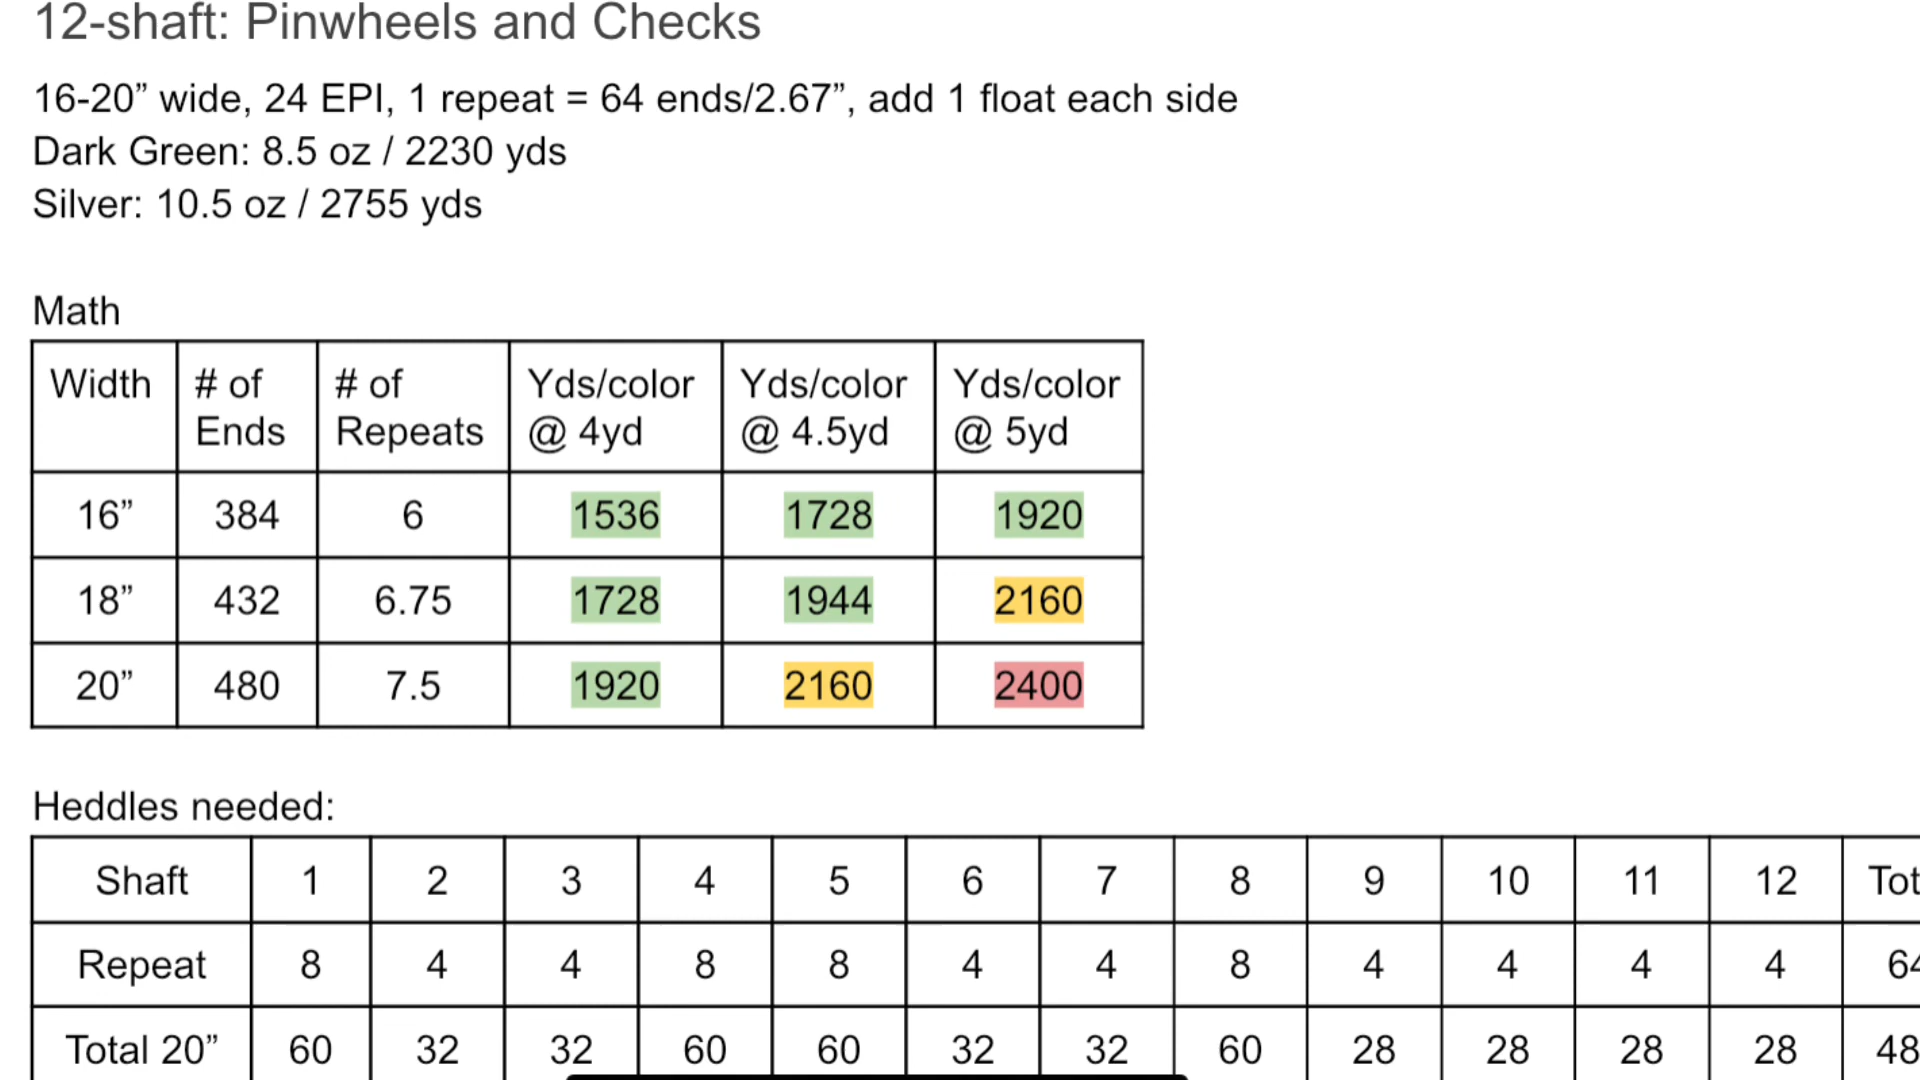 12-shaft: Pinwheels and Checks
16-20” wide, 24 EPI, 1 repeat = 64 ends/2.67”, add 1 float each side
Dark Green: 8.5 oz / 2230 yds
Silver: 10.5 oz / 2755 yds
Math
Width # of Ends # of Repeats Yds/color @ 4yd Yds/color @ 4.5yd Yds/color @ 5yd
16” 384 6 1536 1728 1920
18” 432 6.75 1728 1944 2160
20” 480 7.5 1920 2160 2400
Heddles needed:
Shaft 1 2 3 4 5 6 7 8 9 10 11 12 Tot
Repeat 8 4 4 8 8 4 4 8 4 4 4 4 64
Total 20” 60 32 32 60 60 32 32 60 28 28 28 28 48